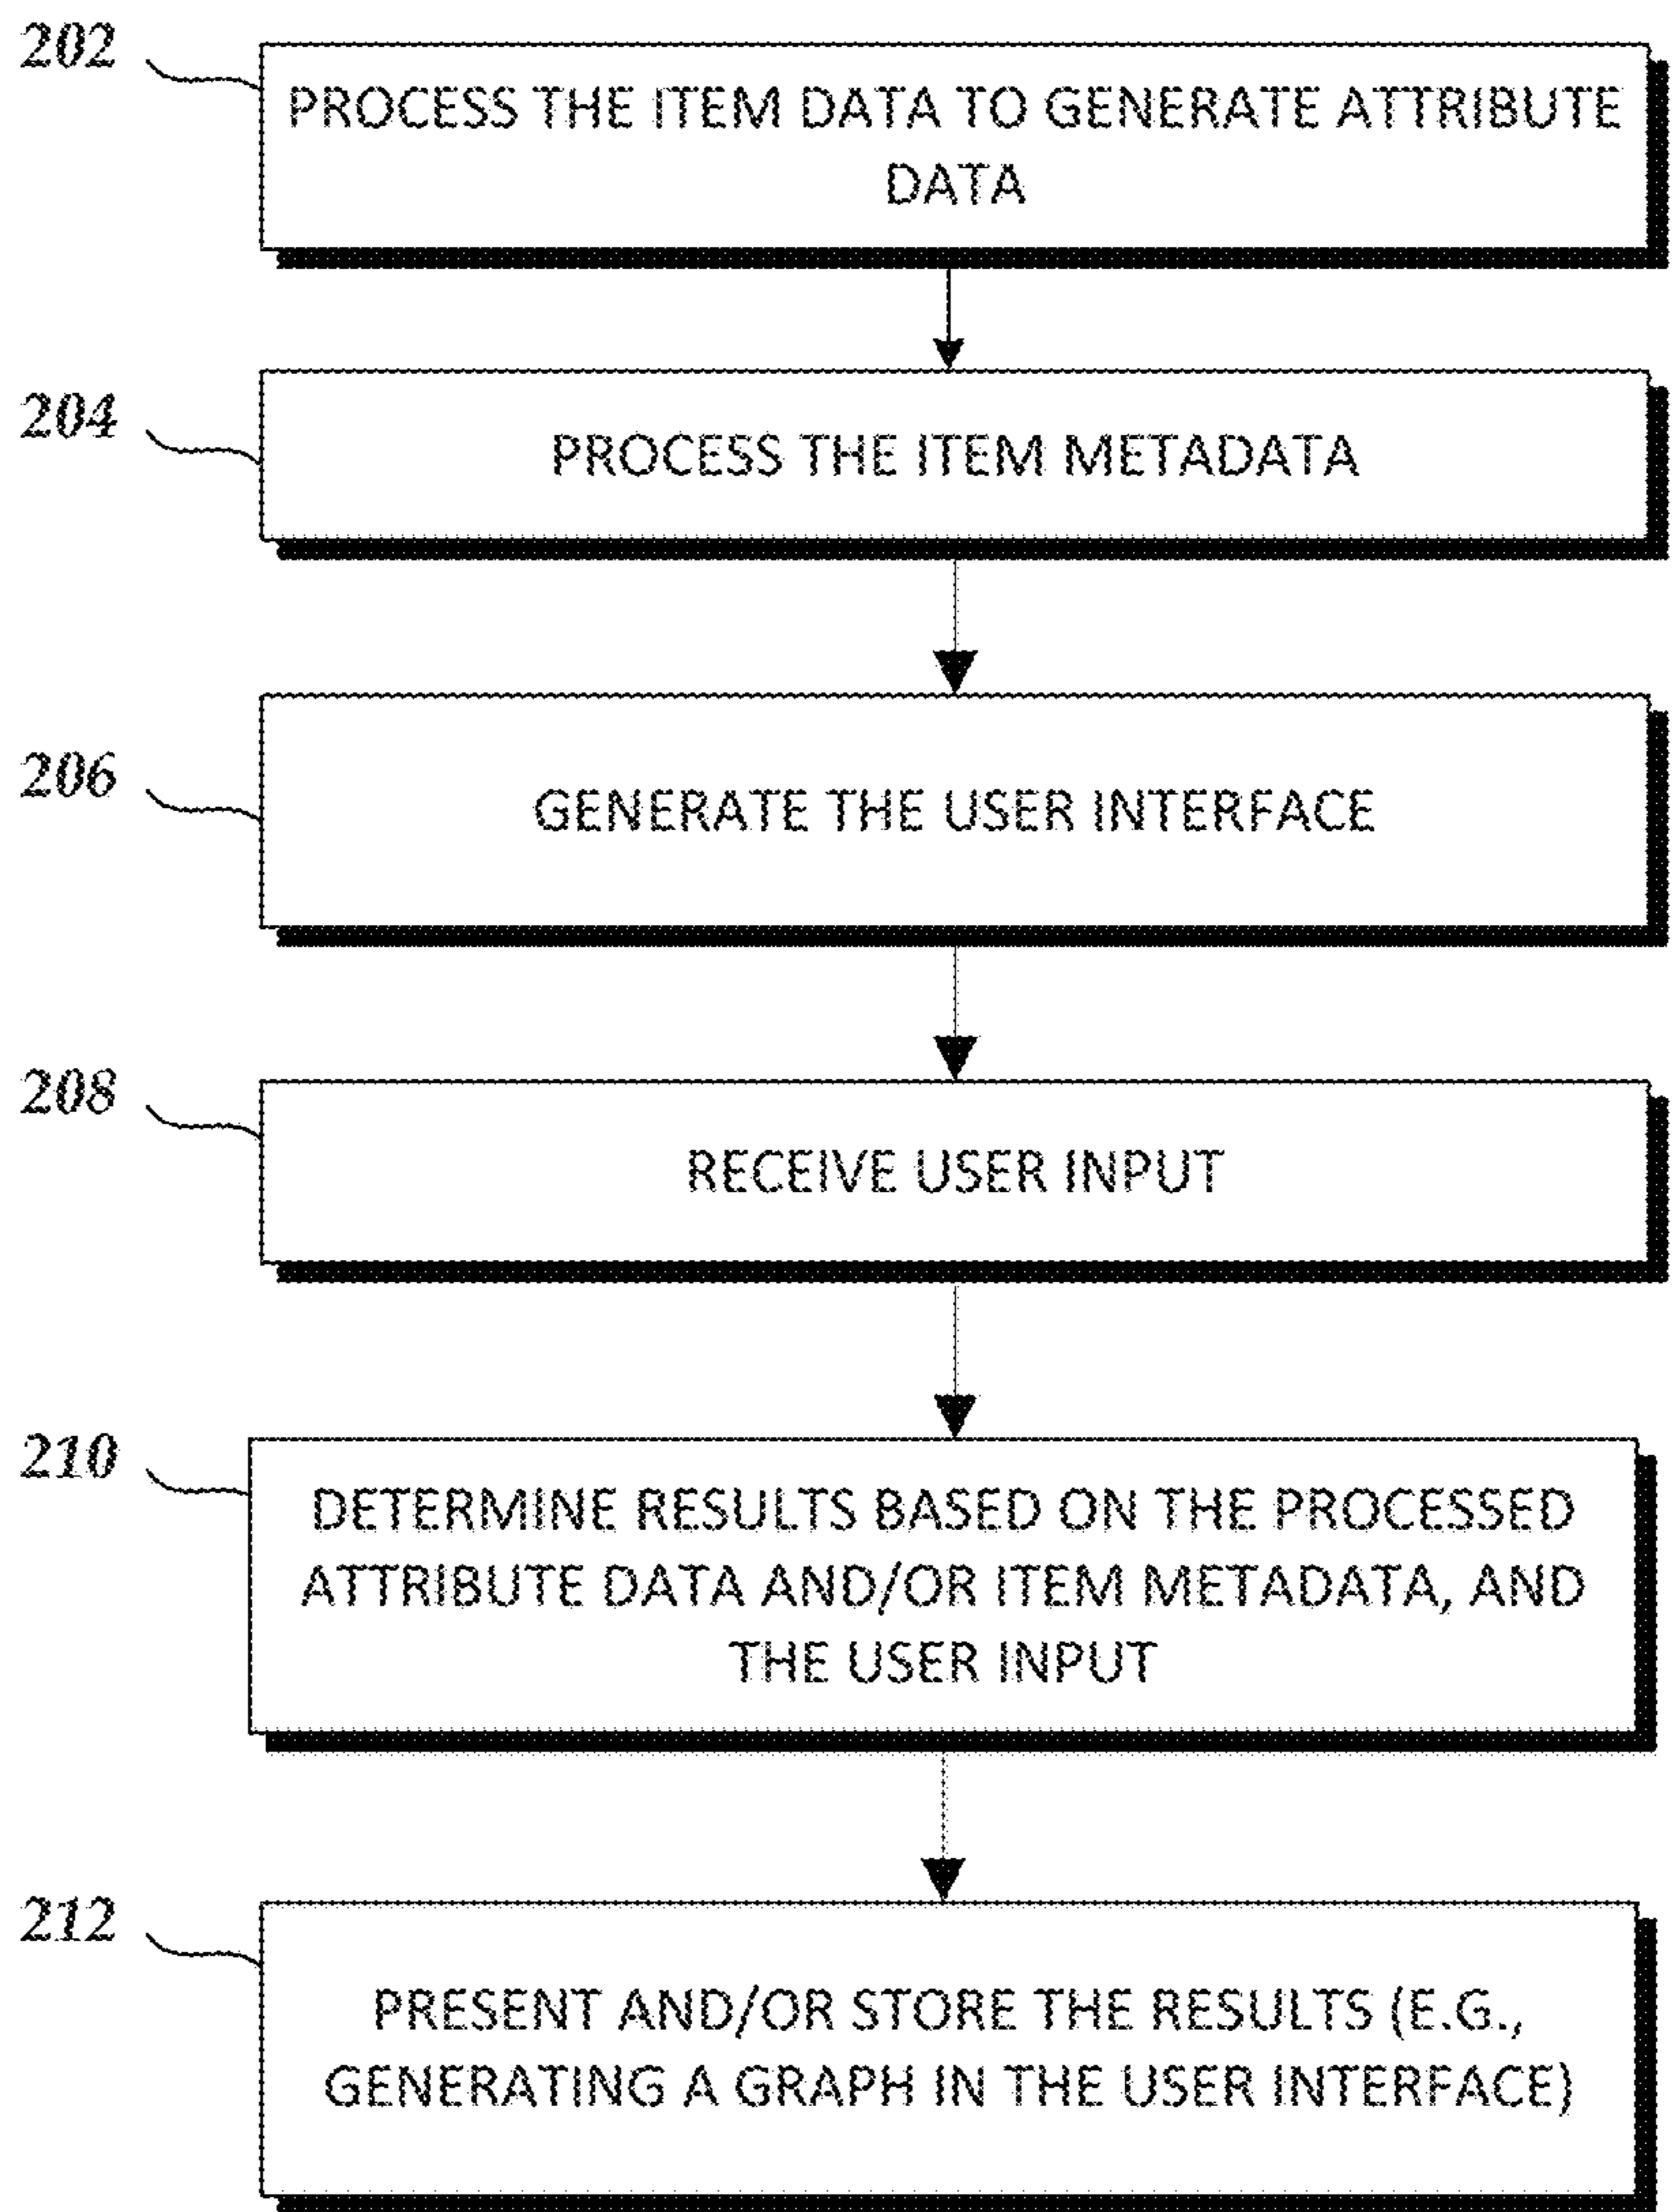 202
PROCESS THE ITEM DATA TO GENERATE ATTRIBUTE
DATA
204
PROCESS THE ITEM METADATA
206
GENERATE THE USER INTERFACE
208
RECEIVE USER INPUT
210
DETERMINE RESULTS BASED ON THE PROCESSED
ATTRIBUTE DATA AND/OR ITEM METADATA, AND
THE USER INPUT
212
PRESENT AND/OR STORE THE RESULTS (E.G.,
GENERATING A GRAPH IN THE USER INTERFACE)